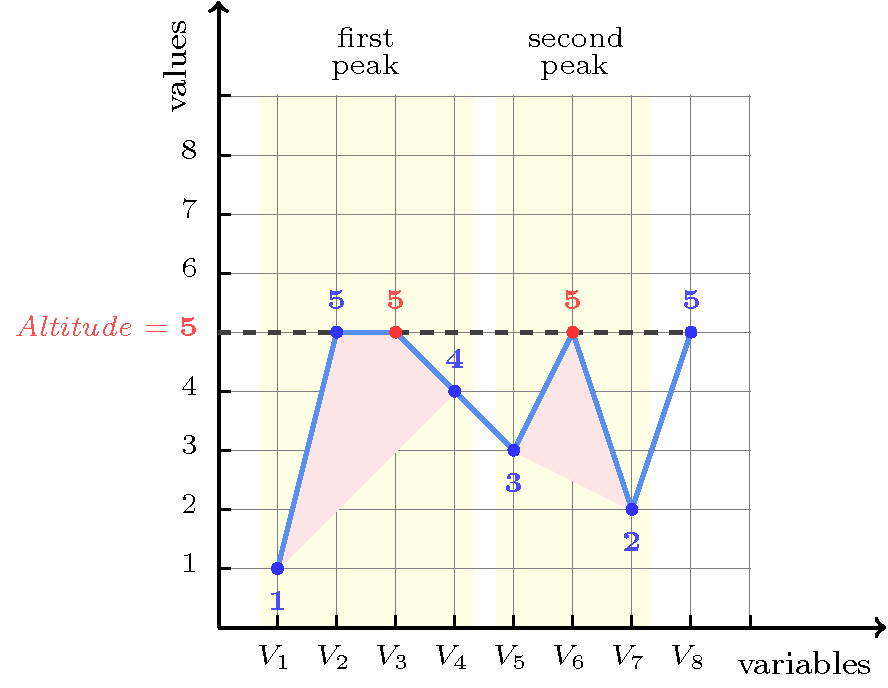 first
peak
second
peak
values
8
7
6
Altitude = 5
4
3
2
1
5
5
5
5
4
3
2
1
V₁ V₂ V₃ V₄ V₅ V₆ V₇ V₈
variables